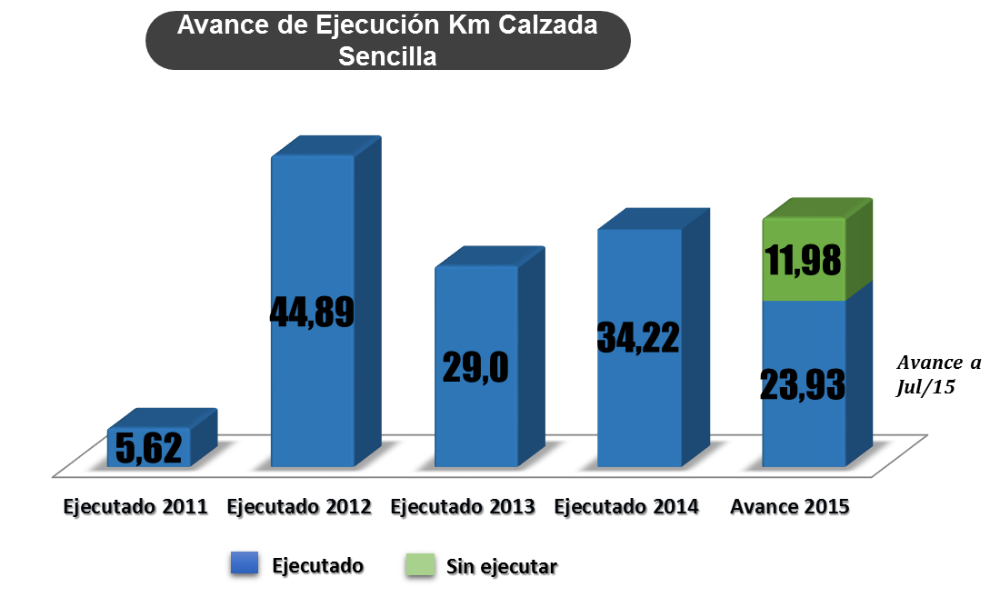 Avance de Ejecución Km Calzada
Sencilla
44,89
11,98
34,22
29,0
23,93
5,62
Avance a
Jul/15
Ejecutado 2011
Ejecutado 2012
Ejecutado 2013
Ejecutado 2014
Avance 2015
Ejecutado
Sin ejecutar